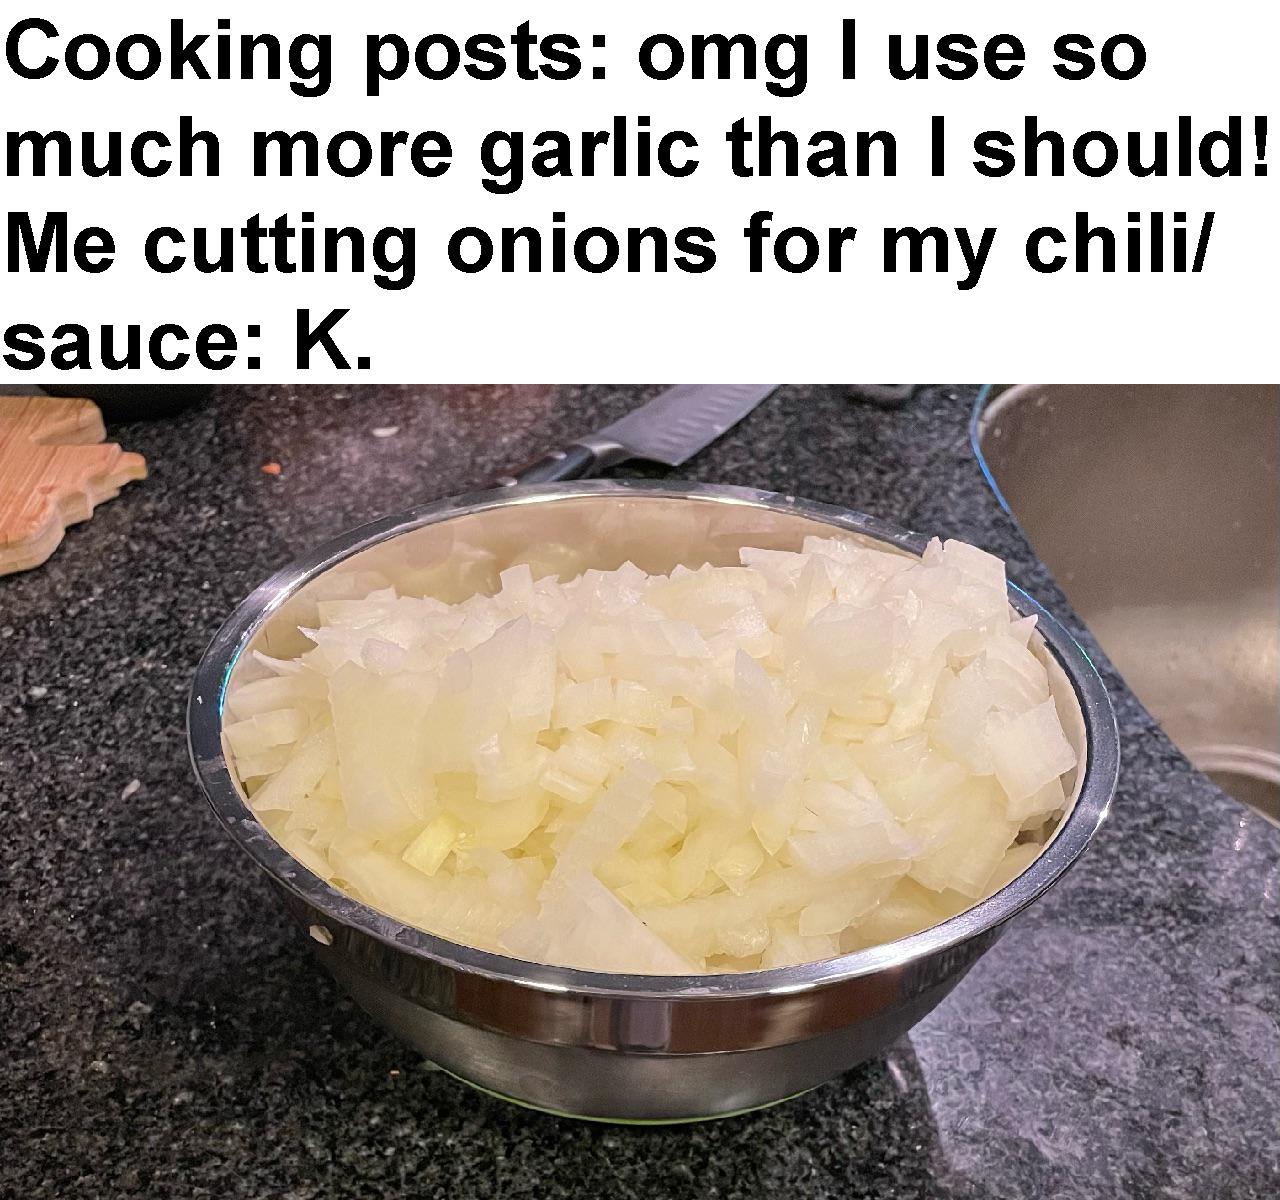 Cooking posts: omg I use so
much more garlic than I should!
Me cutting onions for my chili/
sauce: K.